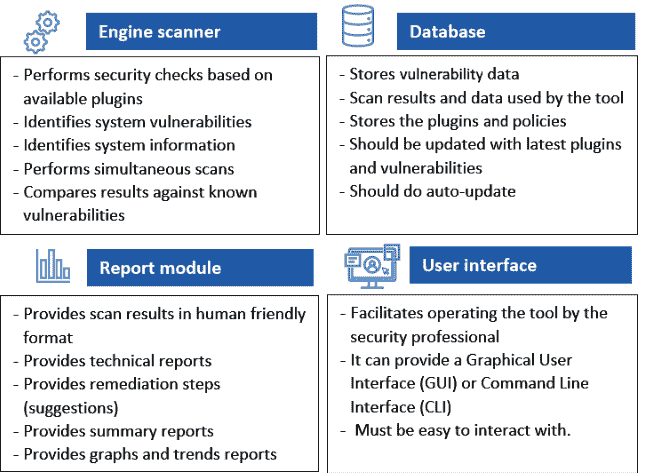 Engine scanner
- Performs security checks based on
available plugins
- Identifies system vulnerabilities
- Identifies system information
- Performs simultaneous scans
- Compares results against known
vulnerabilities
Database
- Stores vulnerability data
- Scan results and data used by the tool
- Stores the plugins and policies
- Should be updated with latest plugins
and vulnerabilities
- Should do auto-update
Report module
- Provides scan results in human friendly
format
- Provides technical reports
- Provides remediation steps
(suggestions)
- Provides summary reports
- Provides graphs and trends reports
User interface
- Facilitates operating the tool by the
security professional
- It can provide a Graphical User
Interface (GUI) or Command Line
Interface (CLI)
- Must be easy to interact with.